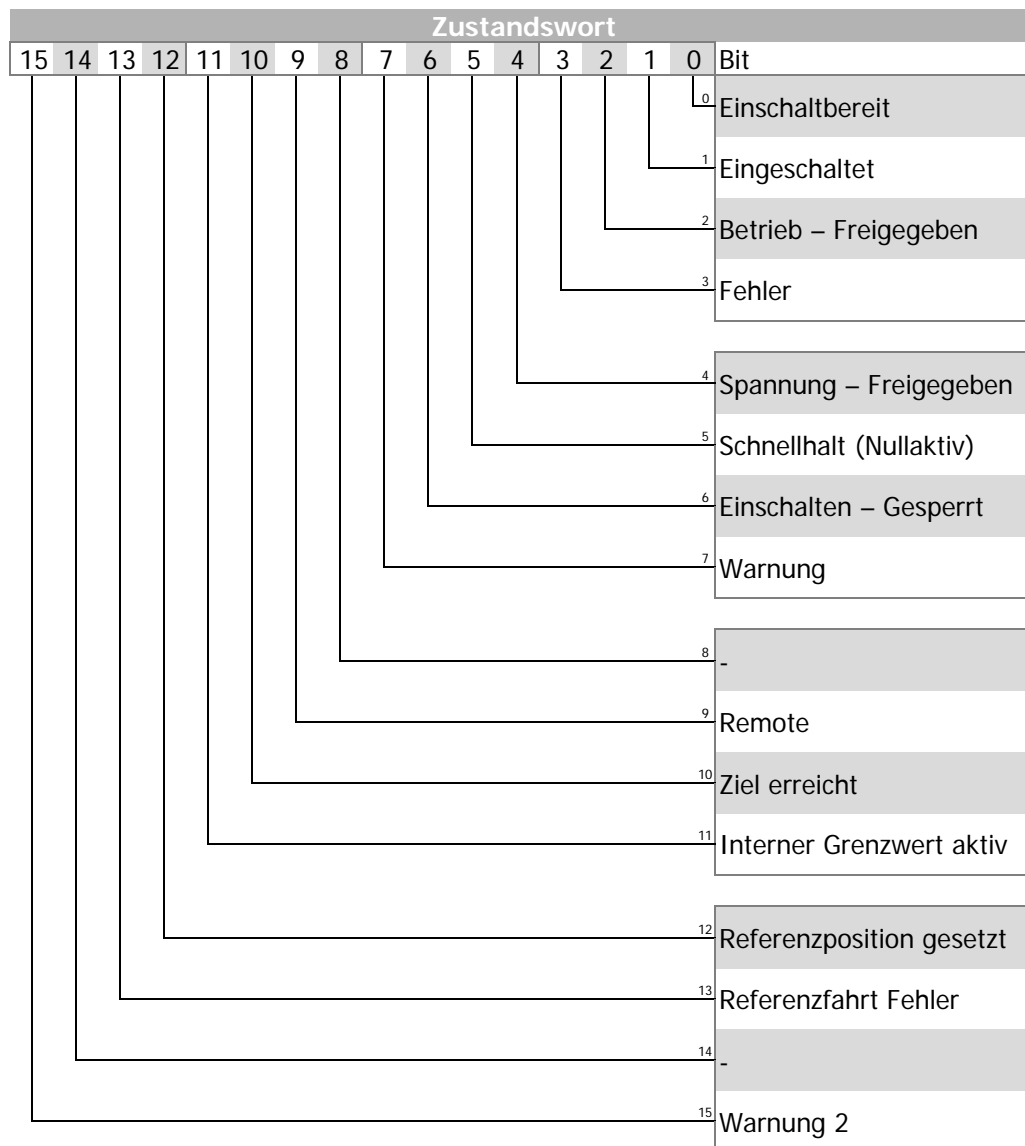 Zustandswort
15 14 13 12 11 10 9 8 7 6 5 4 3 2 1 0 Bit
0 Einschaltbereit
1 Eingeschaltet
2 Betrieb – Freigegeben
3 Fehler
4 Spannung – Freigegeben
5 Schnellhalt (Nullaktiv)
6 Einschalten – Gesperrt
7 Warnung
8 -
9 Remote
10 Ziel erreicht
11 Interner Grenzwert aktiv
12 Referenzposition gesetzt
13 Referenzfahrt Fehler
14 -
15 Warnung 2